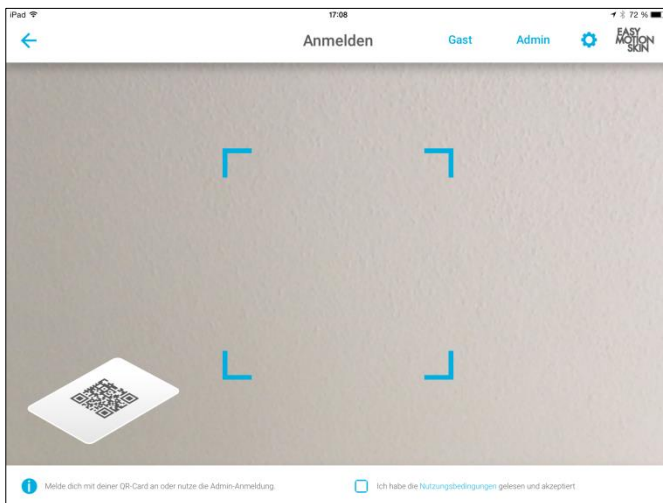 iPad 17:08 72 %
Anmelden Gast Admin EASY
MOTION
SKIN
Melde dich mit deiner QR-Card an oder nutze die Admin-Anmeldung. Ich habe die Nutzungsbedingungen gelesen und akzeptiert